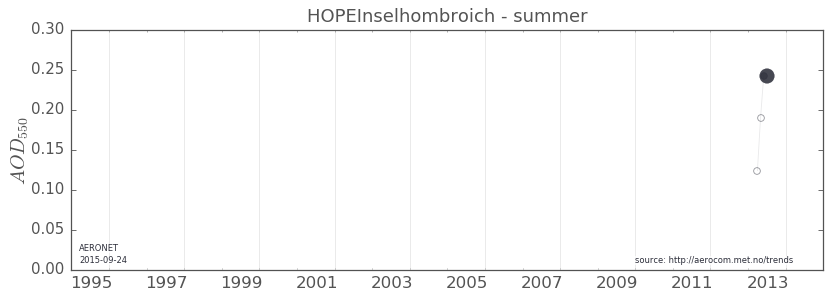 HOPEInselhombroich - summer
0.30
0.25
0.20
0.15
0.10
0.05
0.00
AOD550
AERONET
2015-09-24
source: http://aerocom.met.no/trends
1995 1997 1999 2001 2003 2005 2007 2009 2011 2013